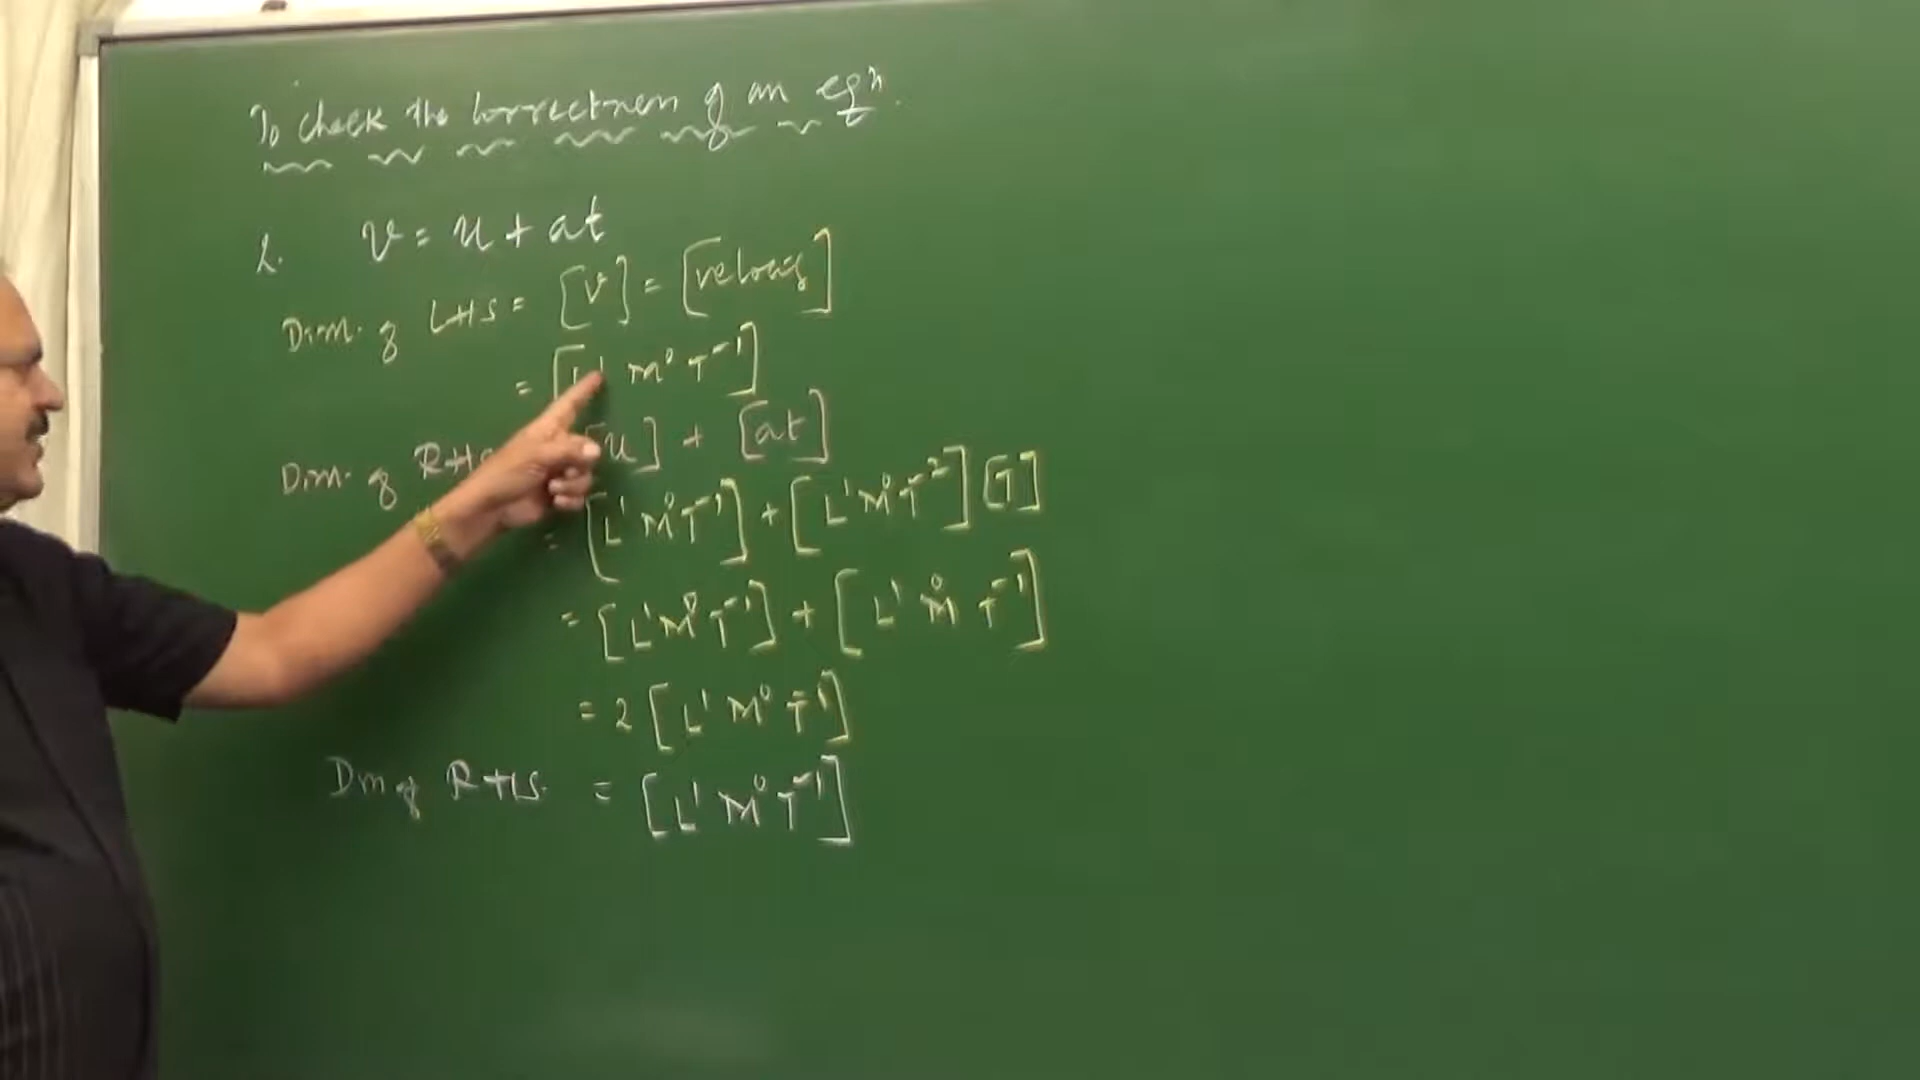 To check the correctness of an eqn.
2. v = u + at
Dim. of LHS = [v] = [velocity]
= [L¹ M⁰ T⁻¹]
Dim. of RHS [u] + [at]
= [L¹ M⁰ T⁻¹] + [L¹ M⁰ T⁻²] [T]
= [L¹ M⁰ T⁻¹] + [L¹ M⁰ T⁻¹]
= 2 [L¹ M⁰ T⁻¹]
Dm of RHS. = [L¹ M⁰ T⁻¹]